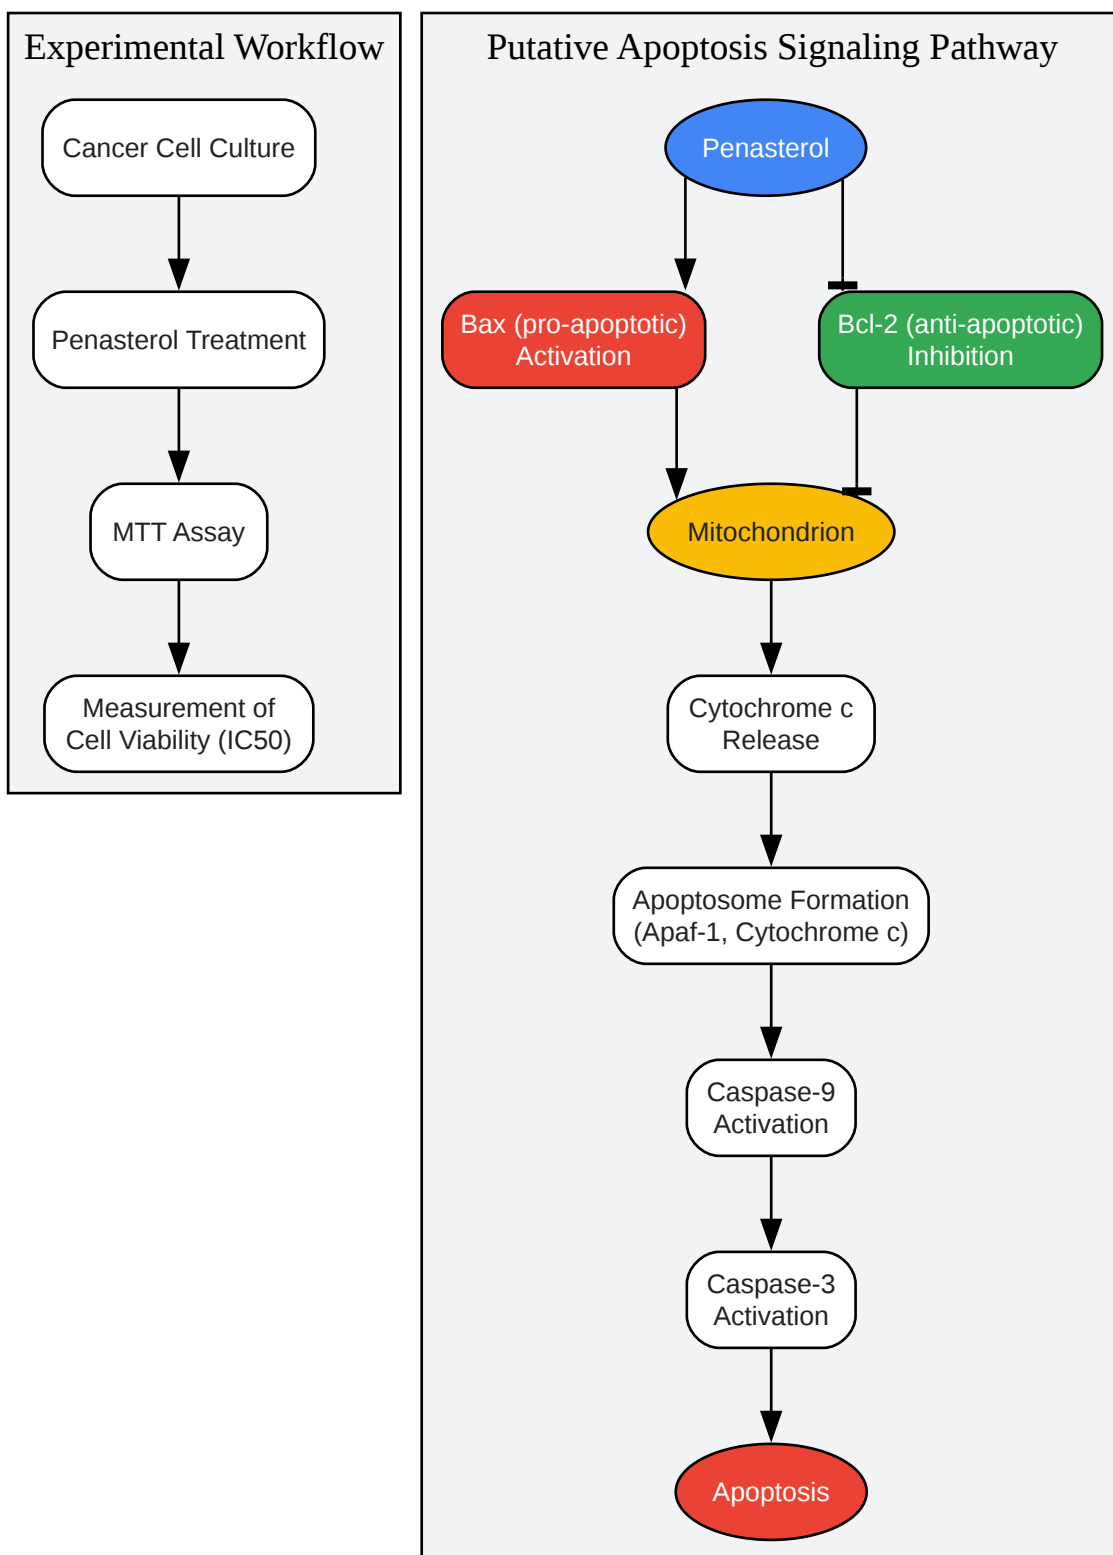 Experimental Workflow
Cancer Cell Culture
Penasterol Treatment
MTT Assay
Measurement of
Cell Viability (IC50)
Putative Apoptosis Signaling Pathway
Penasterol
Bax (pro-apoptotic)
Activation
Bcl-2 (anti-apoptotic)
Inhibition
Mitochondrion
Cytochrome c
Release
Apoptosome Formation
(Apaf-1, Cytochrome c)
Caspase-9
Activation
Caspase-3
Activation
Apoptosis